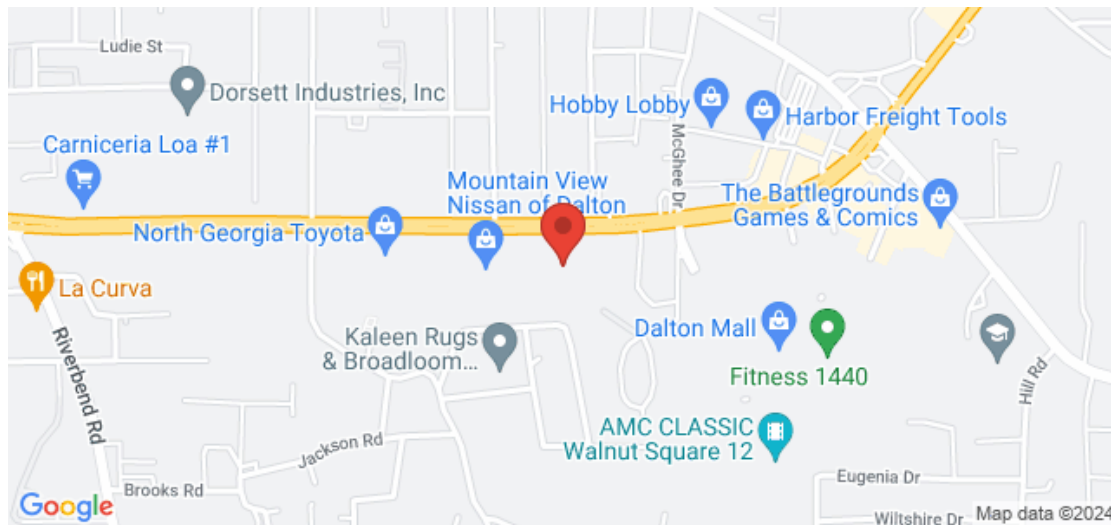 Ludie St
Dorsett Industries, Inc
Hobby Lobby
Harbor Freight Tools
McGhee Dr
Carniceria Loa #1
Mountain View
Nissan of Dalton
The Battlegrounds
Games & Comics
North Georgia Toyota
La Curva
Riverbend Rd
Kaleen Rugs
& Broadloom...
Dalton Mall
Fitness 1440
Hill Rd
AMC CLASSIC
Walnut Square 12
Jackson Rd
Brooks Rd
Eugenia Dr
Wiltshire Dr
Google
Map data ©2024